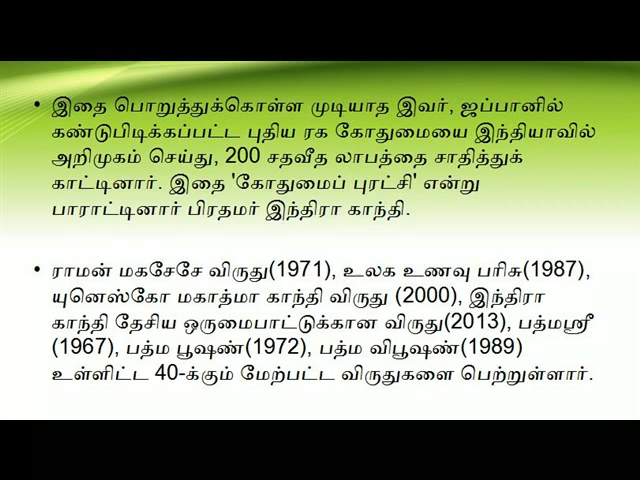 • இதை பொறுத்துக்கொள்ள முடியாத இவர், ஜப்பானில்
கண்டுபிடிக்கப்பட்ட புதிய ரக கோதுமையை இந்தியாவில்
அறிமுகம் செய்து, 200 சதவீத லாபத்தை சாதித்துக்
காட்டினார். இதை 'கோதுமைப் புரட்சி' என்று
பாராட்டினார் பிரதமர் இந்திரா காந்தி.
• ராமன் மகசேசே விருது(1971), உலக உணவு பரிசு(1987),
யுனெஸ்கோ மகாத்மா காந்தி விருது (2000), இந்திரா
காந்தி தேசிய ஒருமைபாட்டுக்கான விருது(2013), பத்மஸ்ரீ
(1967), பத்ம பூஷண்(1972), பத்ம விபூஷண்(1989)
உள்ளிட்ட 40-க்கும் மேற்பட்ட விருதுகளை பெற்றுள்ளார்.